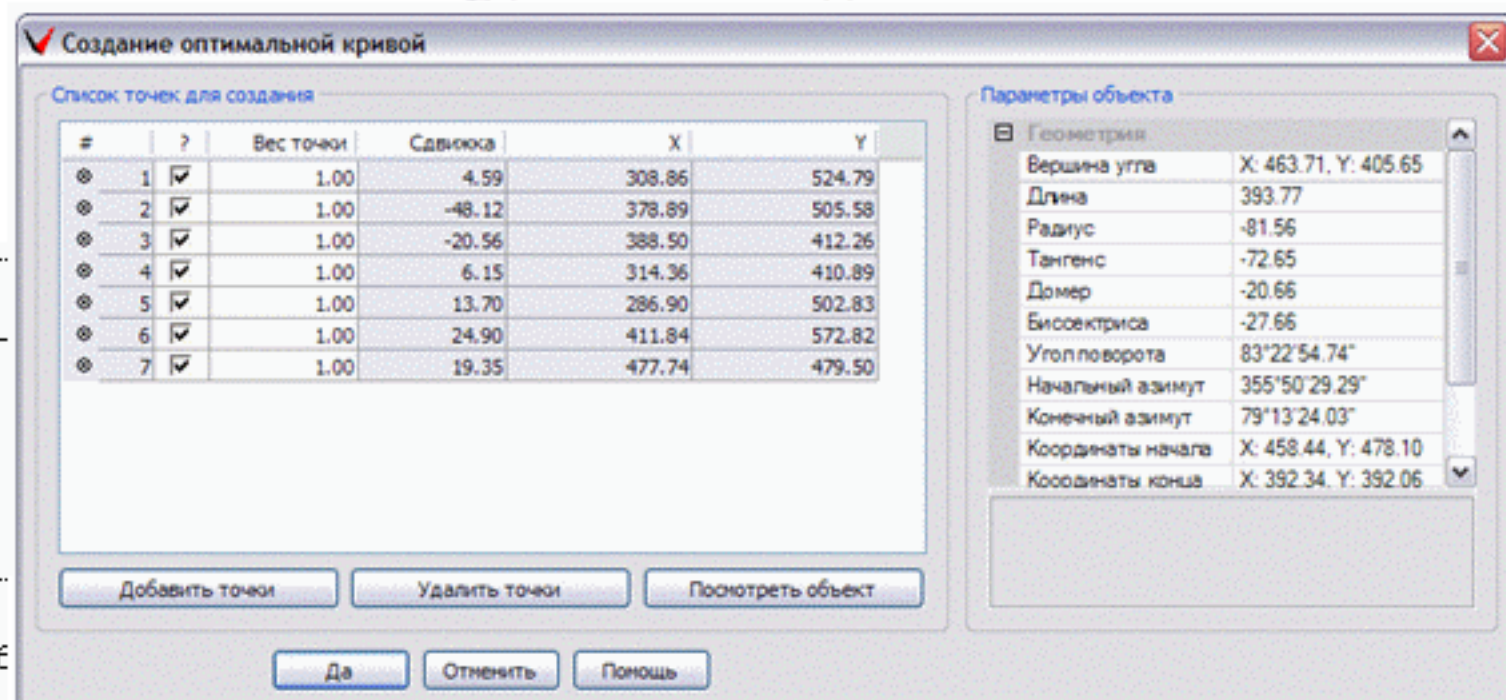 Создание оптимальной кривой
Список точек для создания
# ? Вес точки Сдвижка X Y
1 1.00 4.59 308.86 524.79
2 1.00 -48.12 378.89 505.58
3 1.00 -20.56 388.50 412.26
4 1.00 6.15 314.36 410.89
5 1.00 13.70 286.90 502.83
6 1.00 24.90 411.84 572.82
7 1.00 19.35 477.74 479.50
Добавить точки Удалить точки Посмотреть объект
Параметры объекта
Геометрия
Вершина угла X: 463.71, Y: 405.65
Длина 393.77
Радиус -81.56
Тангенс -72.65
Домер -20.66
Биссектриса -27.66
Угол поворота 83°22'54.74"
Начальный азимут 355°50'29.29"
Конечный азимут 79°13'24.03"
Координаты начала X: 458.44, Y: 478.10
Координаты конца X: 392.34, Y: 392.06
Да Отменить Помощь